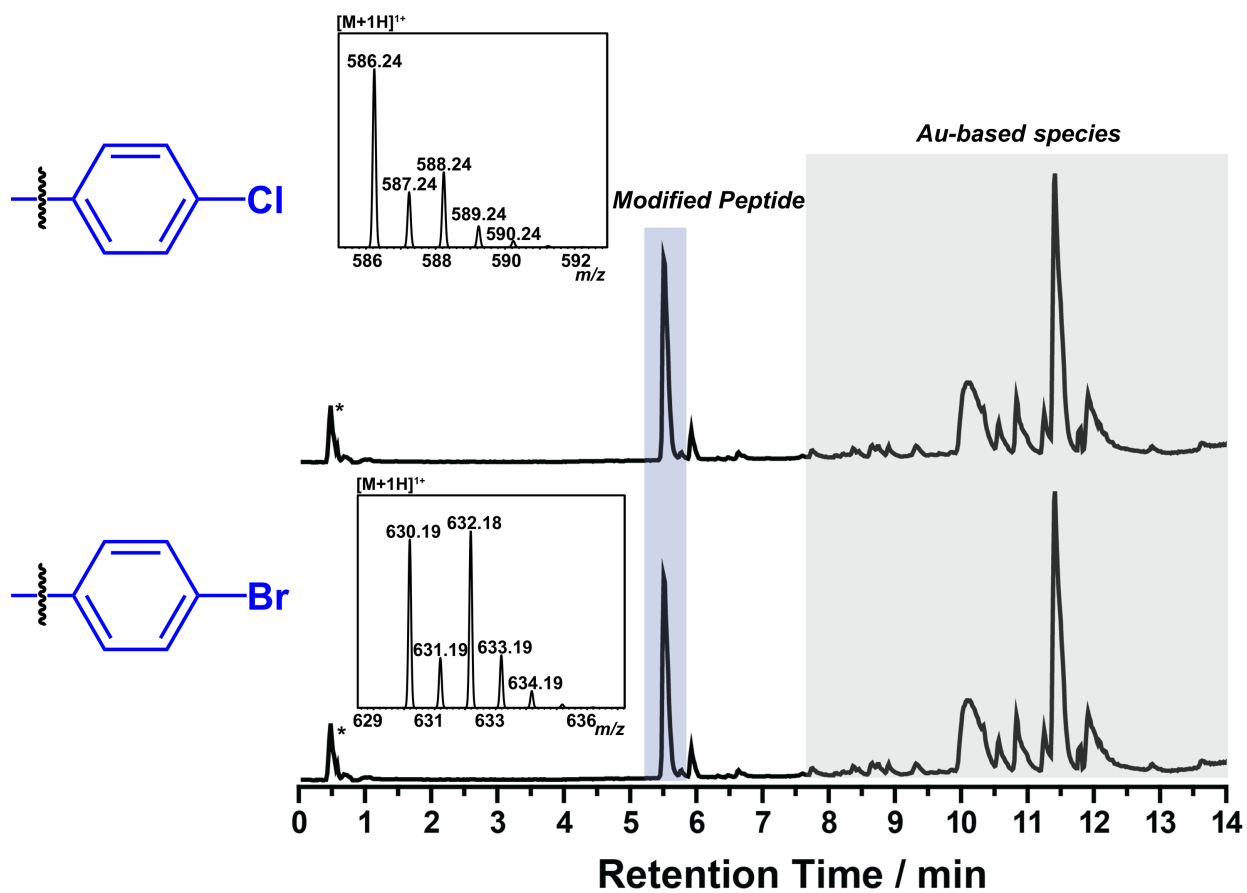 [M+1H]¹⁺
586.24
587.24
588.24
589.24
590.24
586 588 590 592
m/z
Cl
Au-based species
Modified Peptide
*
[M+1H]¹⁺
630.19
632.18
631.19
633.19
634.19
629 631 633 636
m/z
Br
*
0 1 2 3 4 5 6 7 8 9 10 11 12 13 14
Retention Time / min